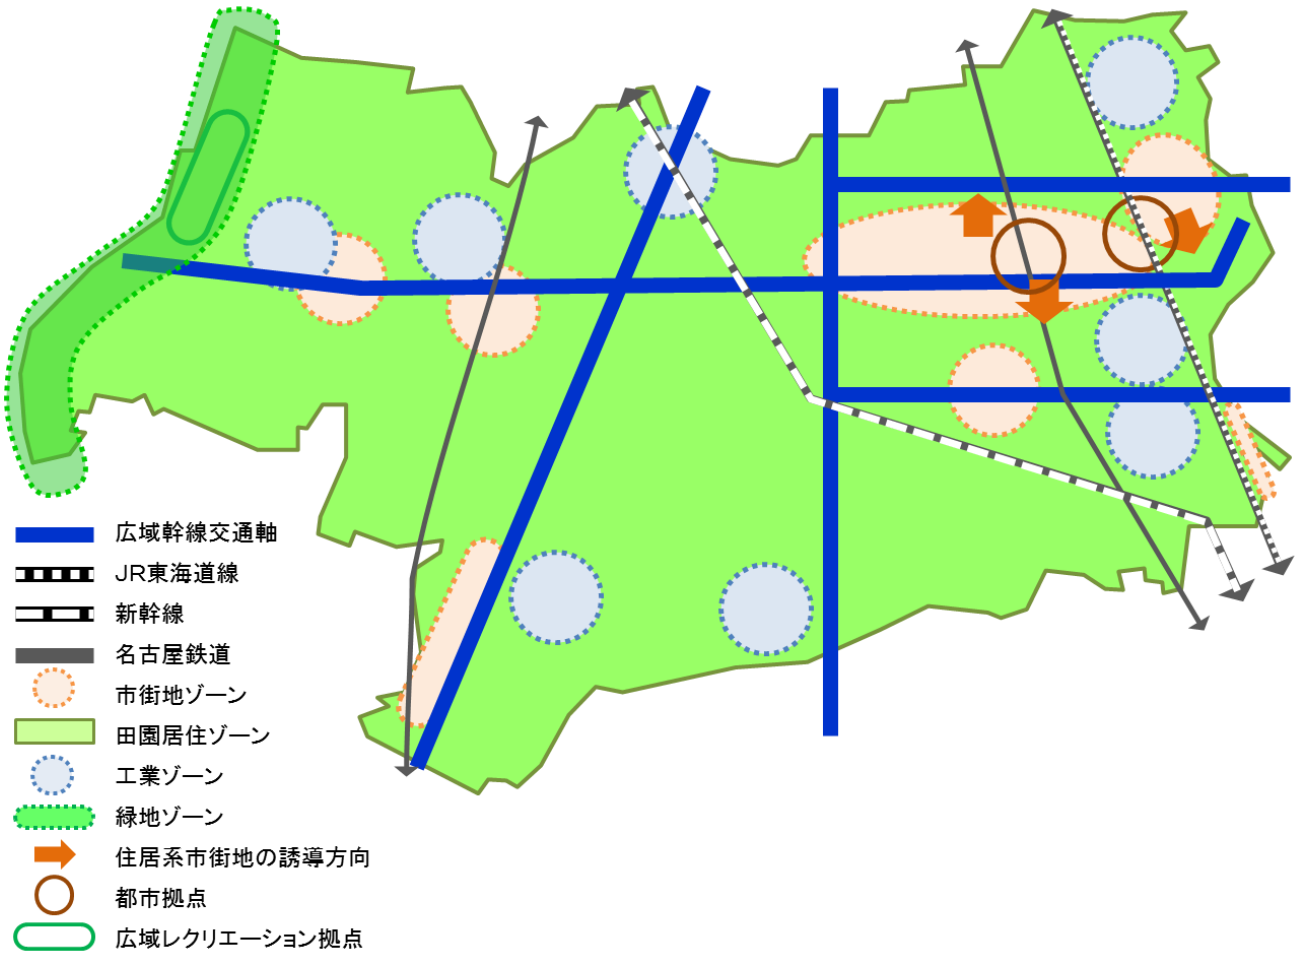 広域幹線交通軸
JR東海道線
新幹線
名古屋鉄道
市街地ゾーン
田園居住ゾーン
工業ゾーン
緑地ゾーン
住居系市街地の誘導方向
都市拠点
広域レクリエーション拠点